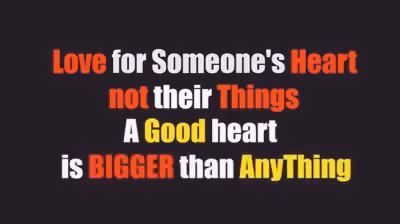 Love for Someone's Heart
not their Things
A Good heart
is BIGGER than AnyThing